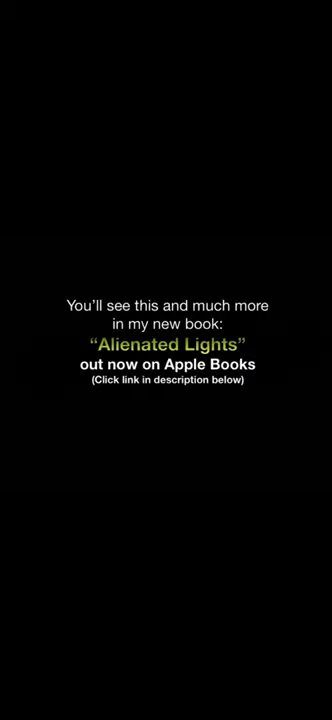 You’ll see this and much more
in my new book:
“Alienated Lights”
out now on Apple Books
(Click link in description below)